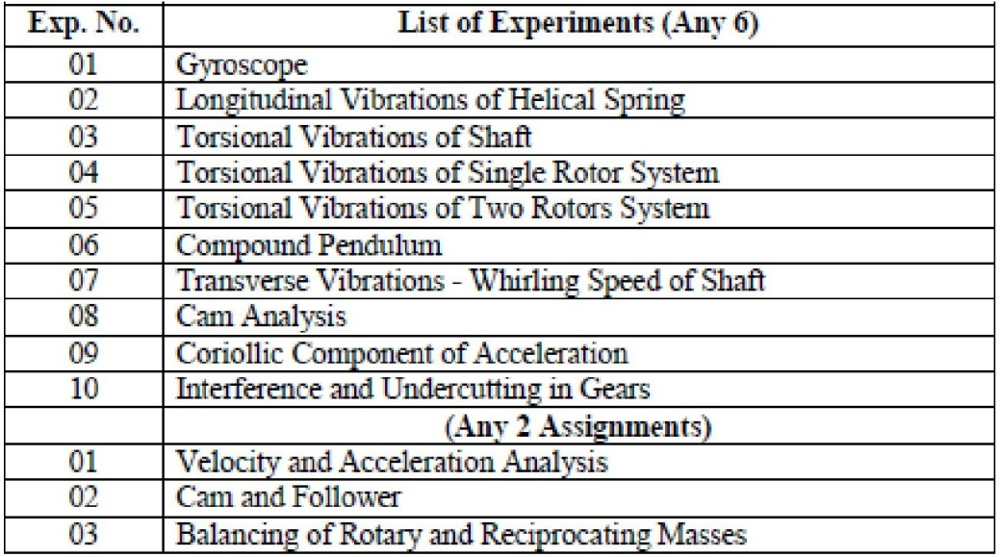 Exp. No. List of Experiments (Any 6)
01 Gyroscope
02 Longitudinal Vibrations of Helical Spring
03 Torsional Vibrations of Shaft
04 Torsional Vibrations of Single Rotor System
05 Torsional Vibrations of Two Rotors System
06 Compound Pendulum
07 Transverse Vibrations - Whirling Speed of Shaft
08 Cam Analysis
09 Coriollic Component of Acceleration
10 Interference and Undercutting in Gears
(Any 2 Assignments)
01 Velocity and Acceleration Analysis
02 Cam and Follower
03 Balancing of Rotary and Reciprocating Masses